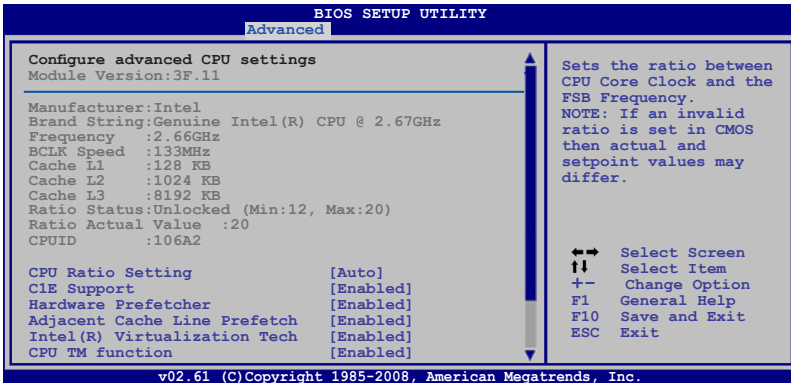 BIOS SETUP UTILITY
Advanced
Configure advanced CPU settings
Module Version:3F.11
Manufacturer:Intel
Brand String:Genuine Intel(R) CPU @ 2.67GHz
Frequency :2.66GHz
BCLK Speed :133MHz
Cache L1 :128 KB
Cache L2 :1024 KB
Cache L3 :8192 KB
Ratio Status:Unlocked (Min:12, Max:20)
Ratio Actual Value :20
CPUID :106A2
CPU Ratio Setting [Auto]
C1E Support [Enabled]
Hardware Prefetcher [Enabled]
Adjacent Cache Line Prefetch [Enabled]
Intel(R) Virtualization Tech [Enabled]
CPU TM function [Enabled]
Sets the ratio between
CPU Core Clock and the
FSB Frequency.
NOTE: If an invalid
ratio is set in CMOS
then actual and
setpoint values may
differ.
←→ Select Screen
↑↓ Select Item
+- Change Option
F1 General Help
F10 Save and Exit
ESC Exit
v02.61 (C)Copyright 1985-2008, American Megatrends, Inc.